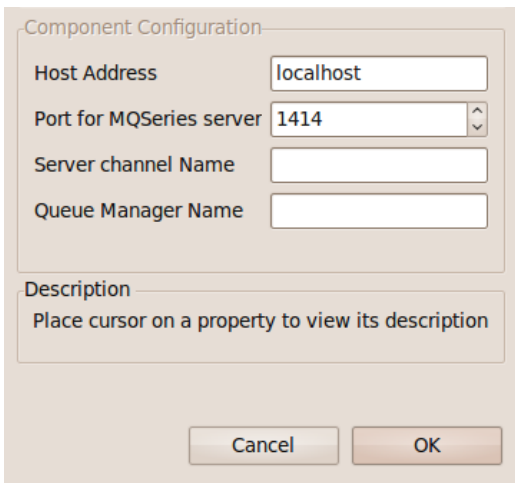 Component Configuration
Host Address localhost
Port for MQSeries server 1414
Server channel Name
Queue Manager Name
Description
Place cursor on a property to view its description
Cancel OK